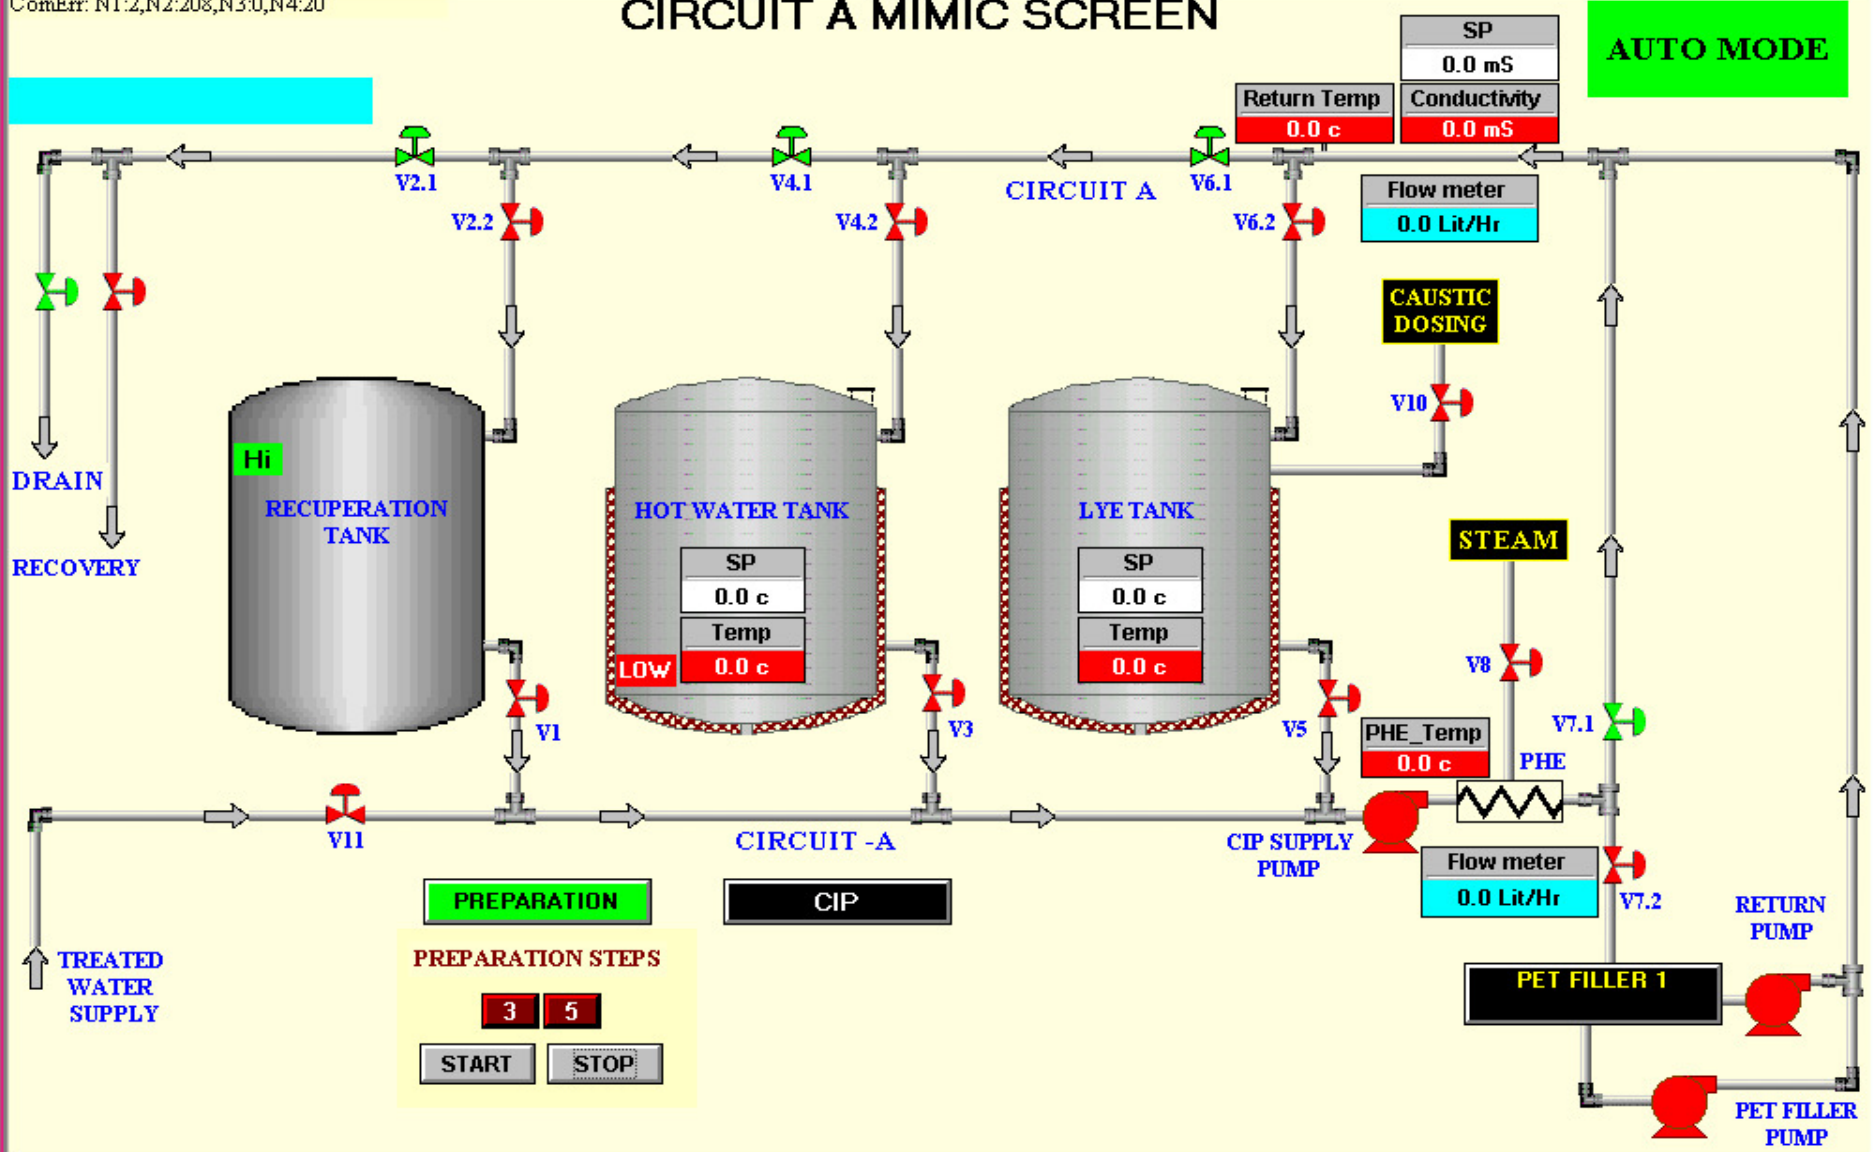 ComErr: N1:2,N2:208,N3:0,N4:20
CIRCUIT A MIMIC SCREEN
SP
0.0 mS
AUTO MODE
Return Temp
0.0 c
Conductivity
0.0 mS
V2.1
V4.1
CIRCUIT A
V6.1
Flow meter
0.0 Lit/Hr
V2.2
V4.2
V6.2
CAUSTIC
DOSING
V10
Hi
DRAIN
RECUPERATION
TANK
HOT WATER TANK
LYE TANK
RECOVERY
STEAM
SP
0.0 c
Temp
0.0 c
LOW
SP
0.0 c
Temp
0.0 c
V8
V1
V3
V5
V7.1
PHE_Temp
0.0 c
PHE
V11
CIRCUIT -A
CIP SUPPLY
PUMP
Flow meter
0.0 Lit/Hr
V7.2
PREPARATION
CIP
RETURN
PUMP
TREATED
WATER
SUPPLY
PREPARATION STEPS
3 5
START
STOP
PET FILLER 1
PET FILLER
PUMP